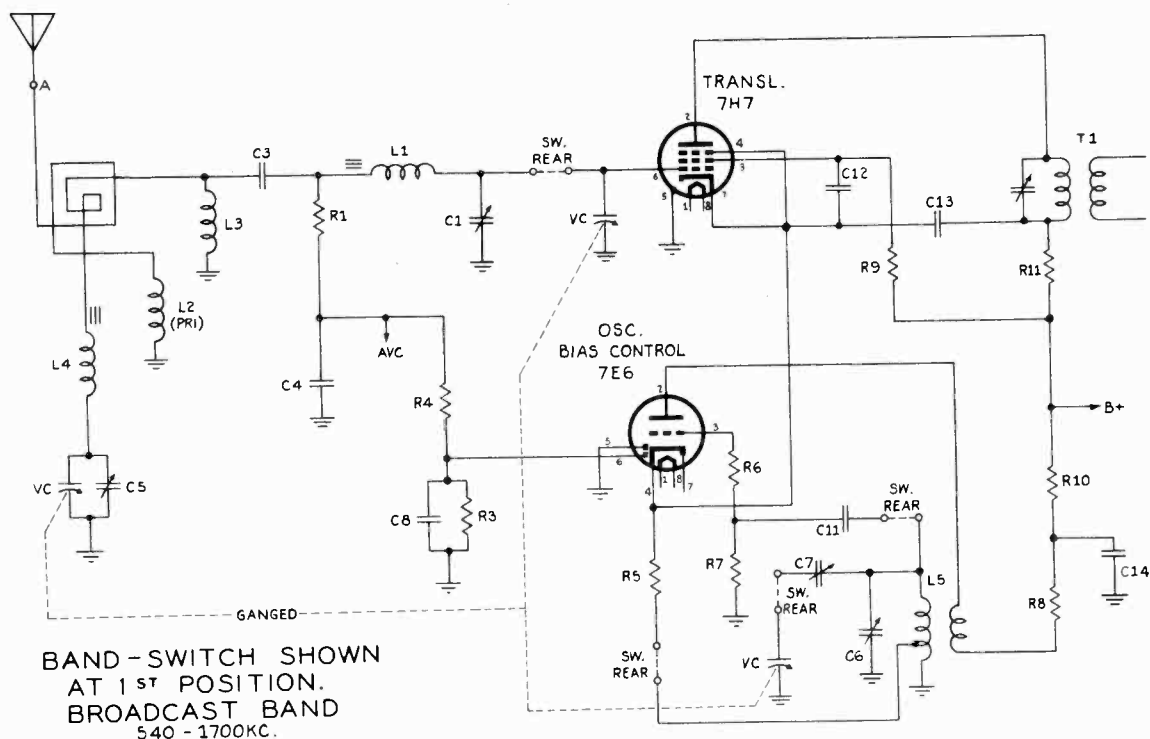 A
TRANSL.
7H7
T1
C3
L1
SW.
REAR
2
4
3
6
5
1
8
7
C12
C13
L3
R1
C1
VC
R9
R11
L2
(PRI)
L4
AVC
C4
R4
OSC.
BIAS CONTROL
7E6
2
5
6
3
1
8
7
4
B+
R6
R10
VC
C5
C8
R3
SW.
REAR
C11
C14
R5
R7
C7
L5
SW.
REAR
R8
C6
GANGED
SW.
REAR
VC
BAND-SWITCH SHOWN
AT 1ST POSITION.
BROADCAST BAND
540-1700KC.